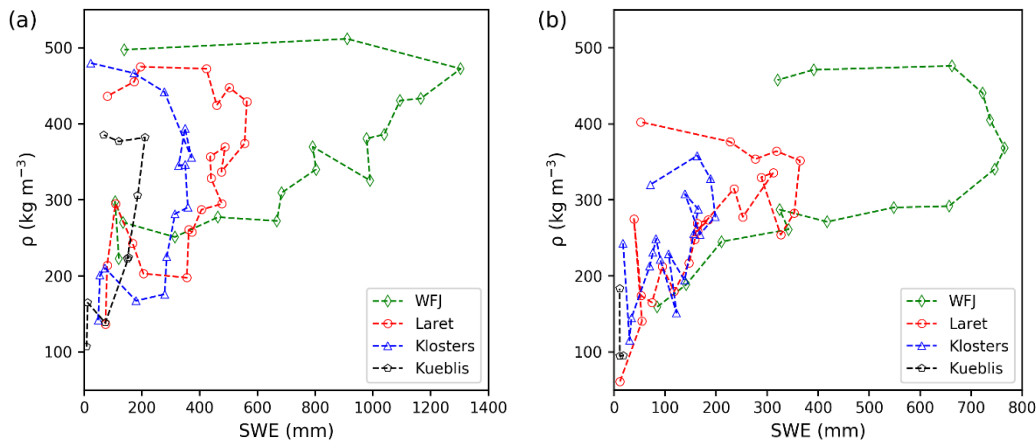 (a)
ρ (kg m⁻³)
500
400
300
200
100
0 200 400 600 800 1000 1200 1400
SWE (mm)
WFJ
Laret
Klosters
Kueblis
(b)
ρ (kg m⁻³)
500
400
300
200
100
0 100 200 300 400 500 600 700 800
SWE (mm)
WFJ
Laret
Klosters
Kueblis